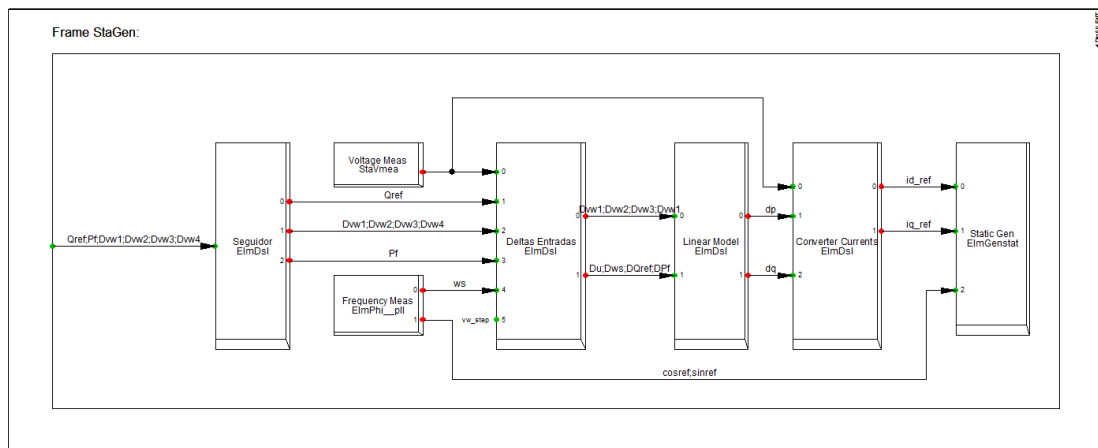 Frame StaGen:
Voltage Meas
StaVmea
0
0
0
Qref
id_ref
0
1
0
0
Dvw1;Dvw2;Dvw3;Dvw1
0
dp
1
Dvw1;Dvw2;Dvw3;Dvw4
iq_ref
Qref;Pf;Dvw1;Dvw2;Dvw3;Dvw4
Seguidor
ElmDsl
1
2
Deltas Entradas
ElmDsl
Linear Model
ElmDsl
Converter Currents
ElmDsl
1
1
Static Gen
ElmGenstat
Pf
2
3
1
Du;Dws;DQref;DPf
1
1
dq
2
ws
0
4
2
Frequency Meas
ElmPhi__pll
1
vw_step
5
cosref;sinref